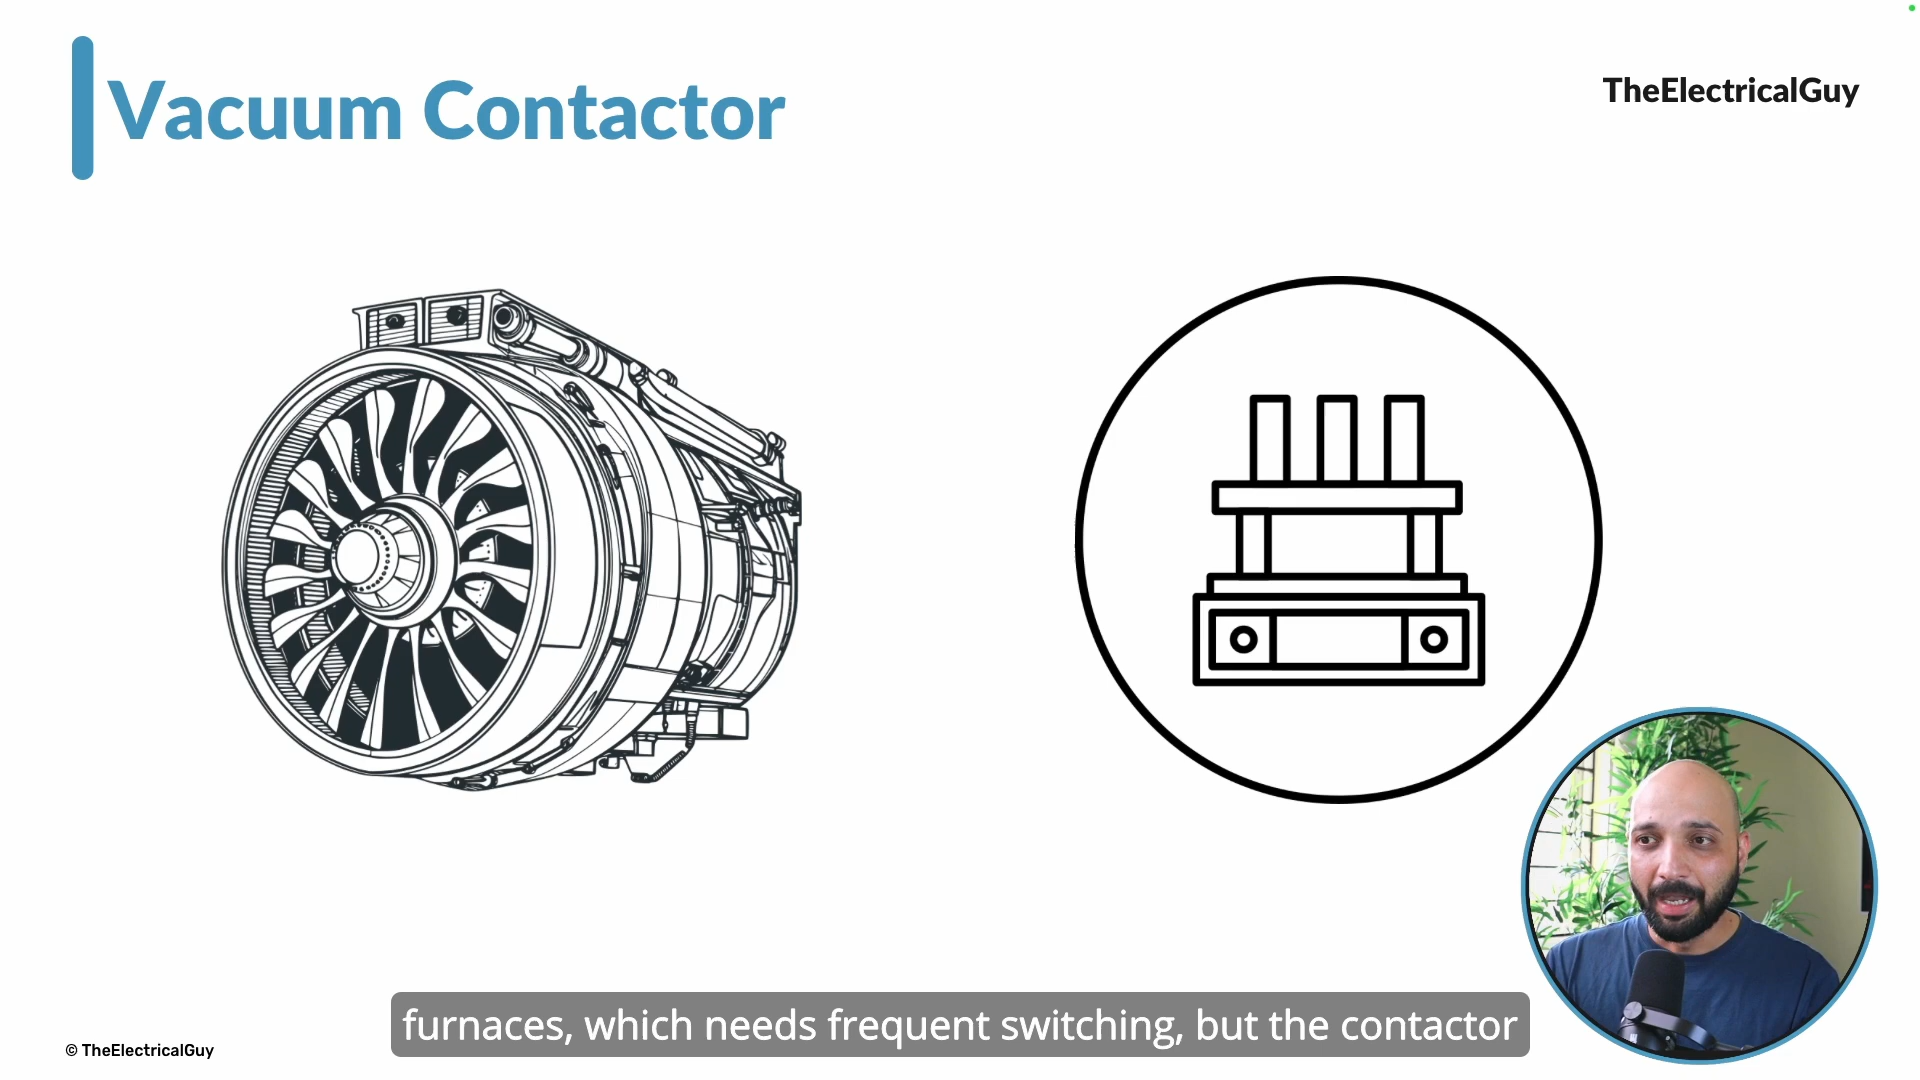 Vacuum Contactor
TheElectricalGuy
furnaces, which needs frequent switching, but the contactor
© TheElectricalGuy